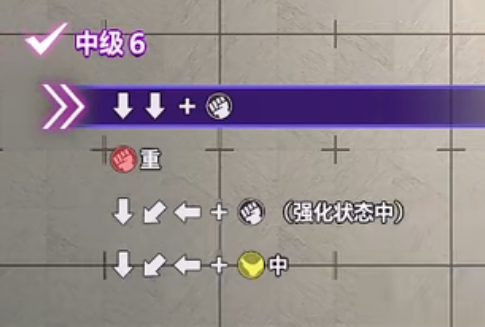 中级 6
⬇ ⬇ + 👊
👊重
⬇ ↙ ⬅ + 👊 （强化状态中）
⬇ ↙ ⬅ + 🦵中